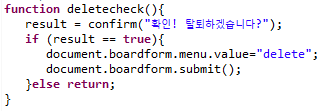 function deletecheck(){
   result = confirm("확인! 탈퇴하겠습니다?");
   if (result == true){
      document.boardform.menu.value="delete";
      document.boardform.submit();
   }else return;
}